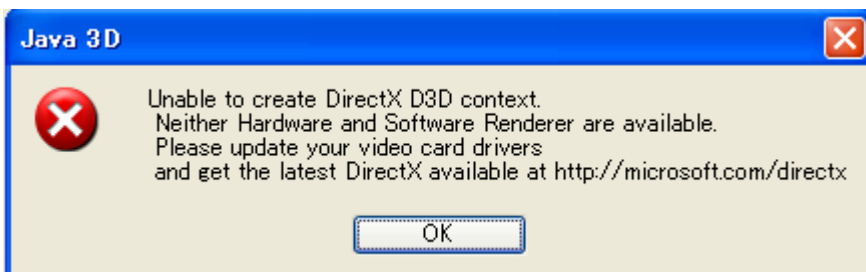 Java 3D
Unable to create DirectX D3D context.
Neither Hardware and Software Renderer are available.
Please update your video card drivers
and get the latest DirectX available at http://microsoft.com/directx
OK